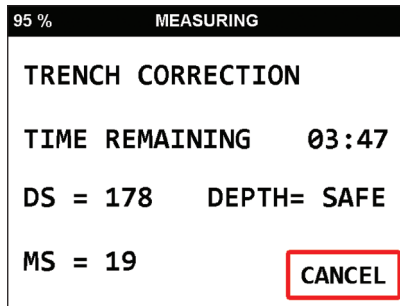 95 % MEASURING
TRENCH CORRECTION
TIME REMAINING 03:47
DS = 178 DEPTH= SAFE
MS = 19
CANCEL